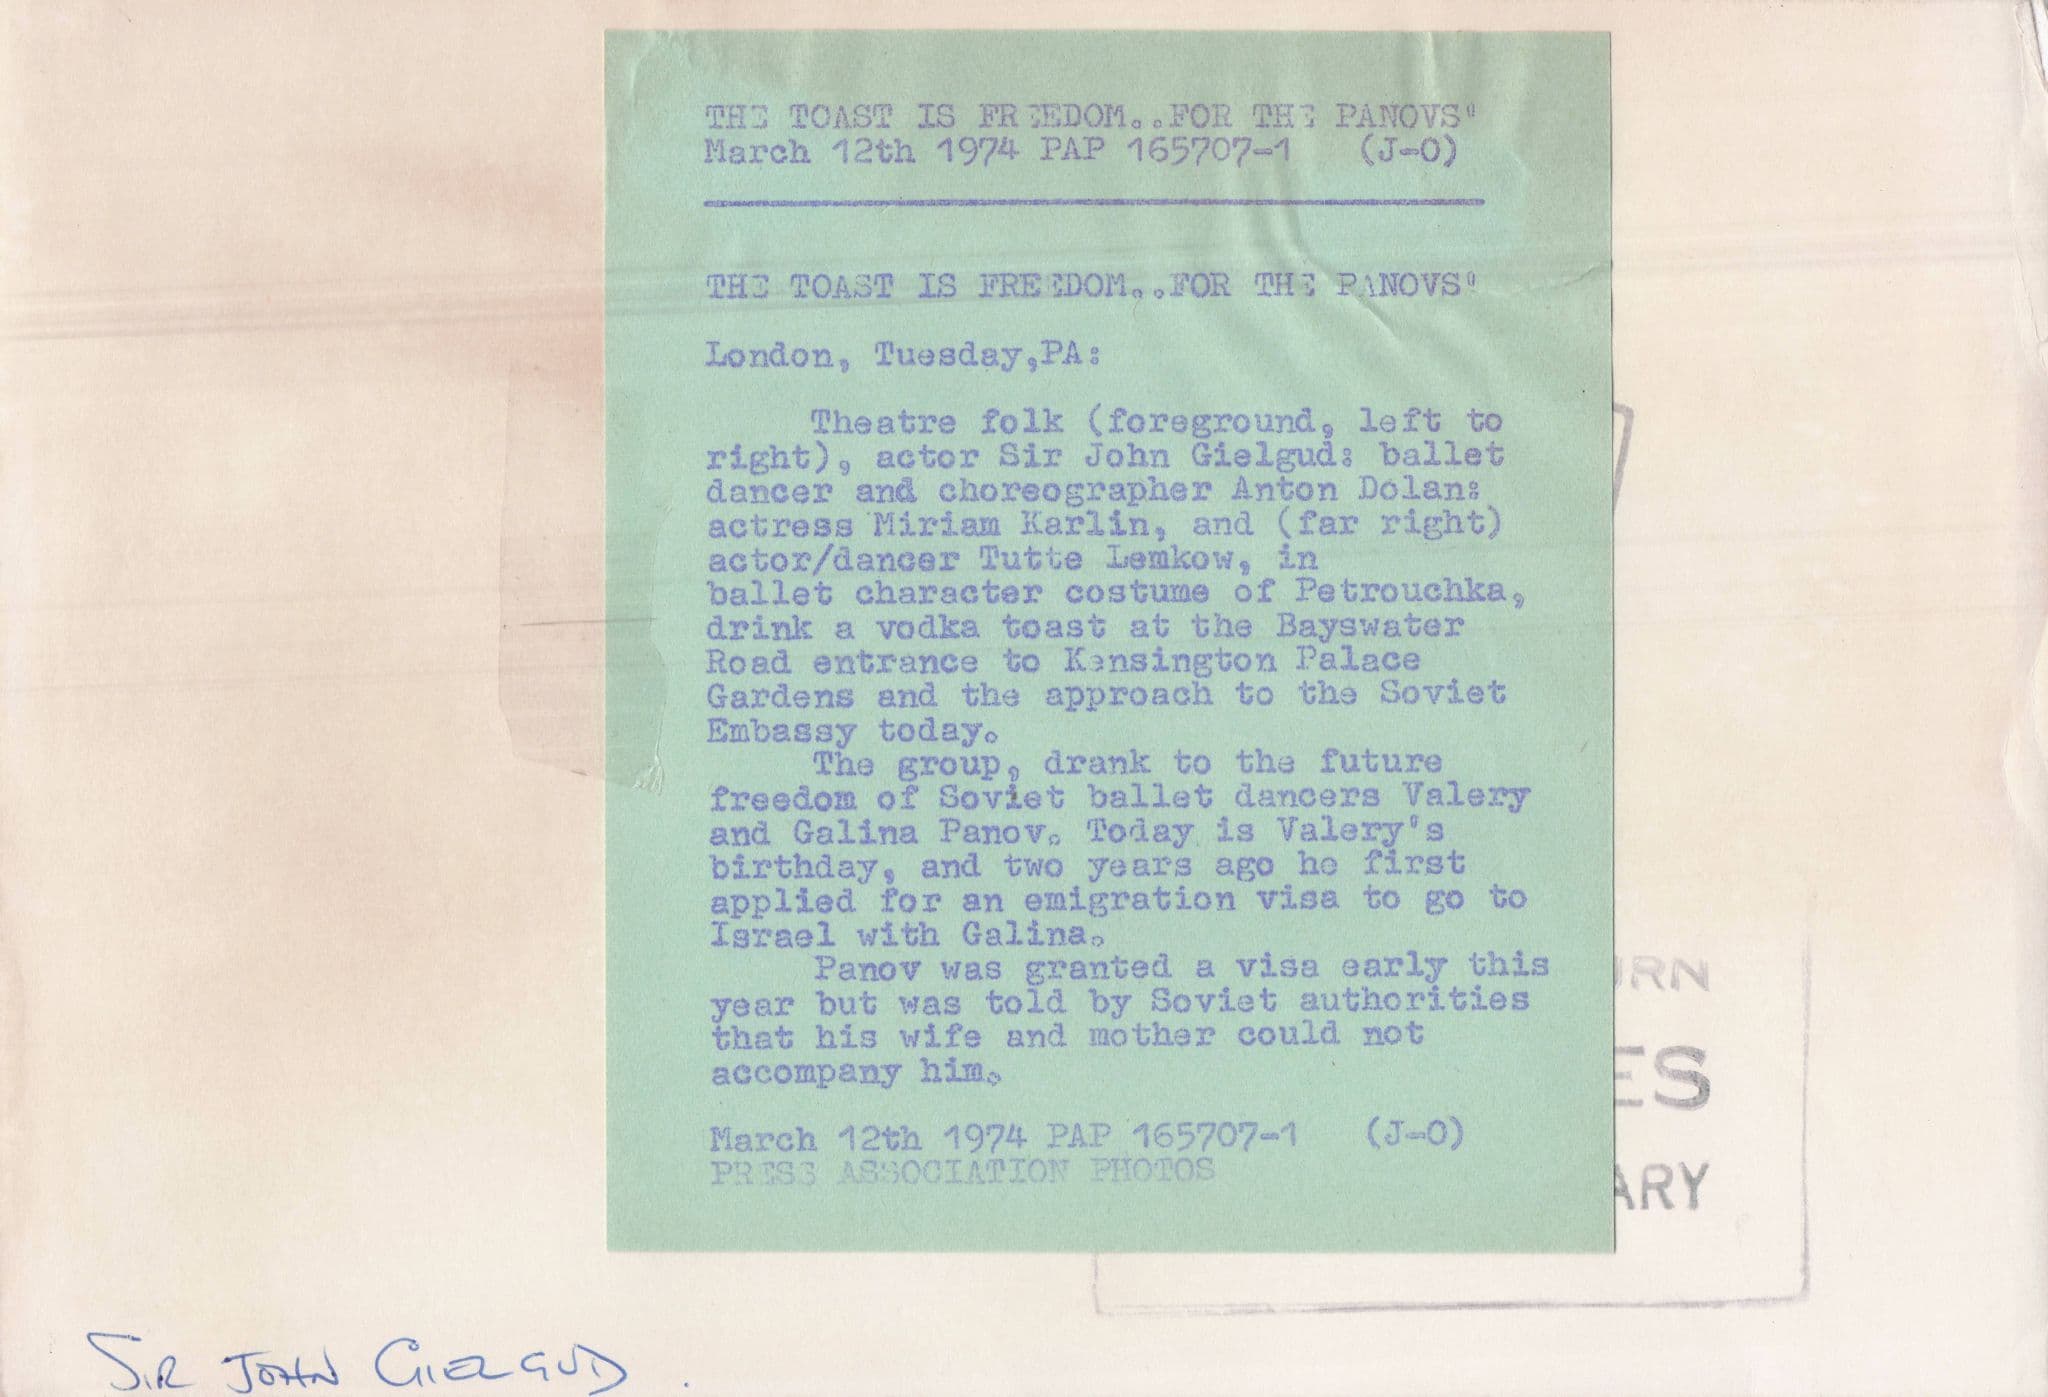 THE TOAST IS FREEDOM..FOR THE PANOVS'
March 12th 1974 PAP 165707-1 (J-O)
THE TOAST IS FREEDOM..FOR THE PANOVS'
London, Tuesday,PA:
Theatre folk (foreground, left to
right), actor Sir John Gielgud: ballet
dancer and choreographer Anton Dolan:
actress Miriam Karlin, and (far right)
actor/dancer Tutte Lemkow, in
ballet character costume of Petrouchka,
drink a vodka toast at the Bayswater
Road entrance to Kensington Palace
Gardens and the approach to the Soviet
Embassy today.
The group, drank to the future
freedom of Soviet ballet dancers Valery
and Galina Panov. Today is Valery's
birthday, and two years ago he first
applied for an emigration visa to go to
Israel with Galina.
Panov was granted a visa early this
year but was told by Soviet authorities
that his wife and mother could not
accompany him.
March 12th 1974 PAP 165707-1 (J-O)
PRESS ASSOCIATION PHOTOS
URN
ES
ARY
SIR JOHN GIELGUD.